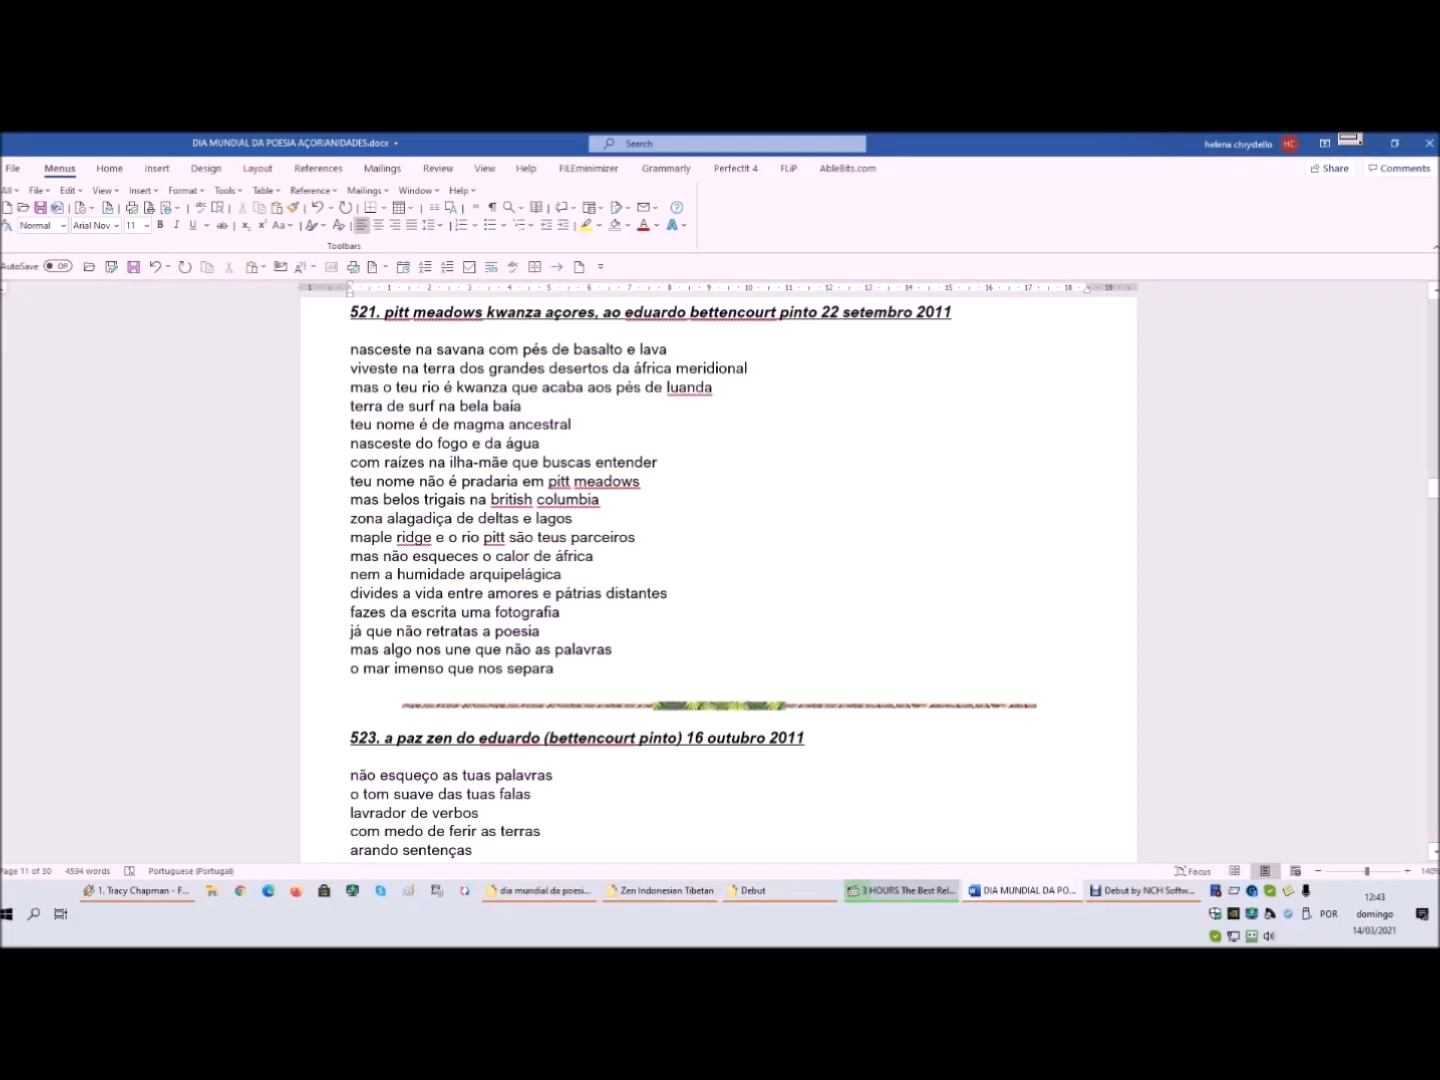 DIA MUNDIAL DA POESIA AÇORIANIDADES.docx
Search
helena chrystello HC
File Menus Home Insert Design Layout References Mailings Review View Help FILEminimizer Grammarly PerfectIt 4 FLiP AbleBits.com Share Comments
All File Edit View Insert Format Tools Table Reference Mailings Window Help
Normal Arial Nov 11
Toolbars
AutoSave Off
521. pitt meadows kwanza açores, ao eduardo bettencourt pinto 22 setembro 2011
nasceste na savana com pés de basalto e lava
viveste na terra dos grandes desertos da áfrica meridional
mas o teu rio é kwanza que acaba aos pés de luanda
terra de surf na bela baía
teu nome é de magma ancestral
nasceste do fogo e da água
com raízes na ilha-mãe que buscas entender
teu nome não é pradaria em pitt meadows
mas belos trigais na british columbia
zona alagadiça de deltas e lagos
maple ridge e o rio pitt são teus parceiros
mas não esqueces o calor de áfrica
nem a humidade arquipelágica
divides a vida entre amores e pátrias distantes
fazes da escrita uma fotografia
já que não retratas a poesia
mas algo nos une que não as palavras
o mar imenso que nos separa
523. a paz zen do eduardo (bettencourt pinto) 16 outubro 2011
não esqueço as tuas palavras
o tom suave das tuas falas
lavrador de verbos
com medo de ferir as terras
arando sentenças
Page 11 of 30 4594 words Portuguese (Portugal) Focus 140%
1. Tracy Chapman - F... dia mundial da poesi... Zen Indonesian Tibetan Debut 3 HOURS The Best Rel... DIA MUNDIAL DA PO... Debut by NCH Softw...
12:43
POR domingo
14/03/2021